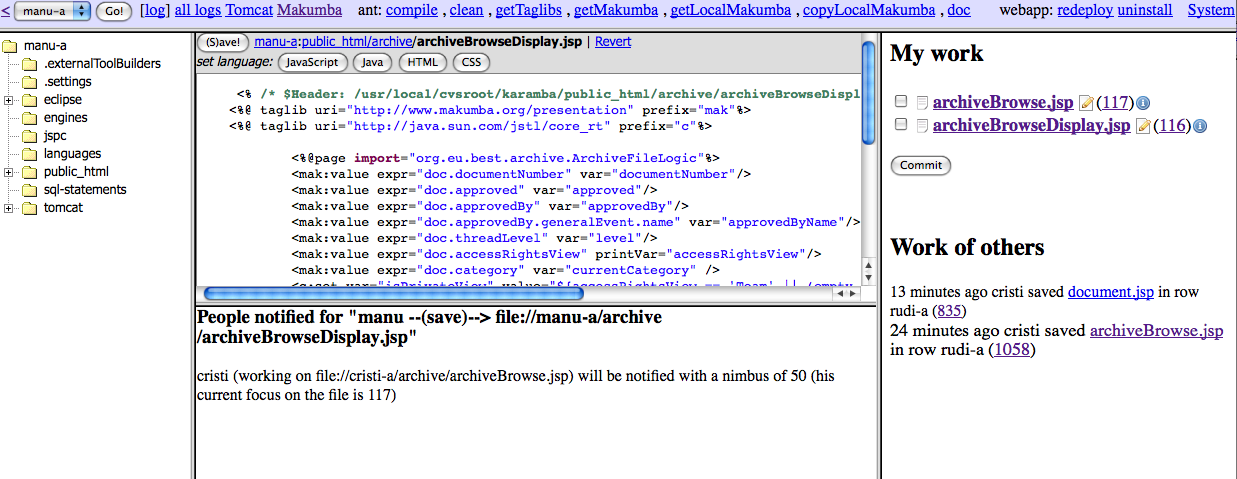 < manu-a Go! [log] all logs Tomcat Makumba ant: compile , clean , getTaglibs , getMakumba , getLocalMakumba , copyLocalMakumba , doc webapp: redeploy uninstall System
manu-a
.externalToolBuilders
.settings
eclipse
engines
jspc
languages
public_html
sql-statements
tomcat
(S)ave! manu-a:public_html/archive/archiveBrowseDisplay.jsp | Revert
set language: JavaScript Java HTML CSS
<% /* $Header: /usr/local/cvsroot/karamba/public_html/archive/archiveBrowseDispl
<%@ taglib uri="http://www.makumba.org/presentation" prefix="mak"%>
<%@ taglib uri="http://java.sun.com/jstl/core_rt" prefix="c"%>
<%@page import="org.eu.best.archive.ArchiveFileLogic"%>
<mak:value expr="doc.documentNumber" var="documentNumber"/>
<mak:value expr="doc.approved" var="approved"/>
<mak:value expr="doc.approvedBy" var="approvedBy"/>
<mak:value expr="doc.approvedBy.generalEvent.name" var="approvedByName"/>
<mak:value expr="doc.threadLevel" var="level"/>
<mak:value expr="doc.accessRightsView" printVar="accessRightsView"/>
<mak:value expr="doc.category" var="currentCategory" />
<c:set var="isPrivateView" value="${accessRightsView == 'Team' || (empty
People notified for "manu --(save)--> file://manu-a/archive
/archiveBrowseDisplay.jsp"
cristi (working on file://cristi-a/archive/archiveBrowse.jsp) will be notified with a nimbus of 50 (his
current focus on the file is 117)
My work
archiveBrowse.jsp (117)
archiveBrowseDisplay.jsp (116)
Commit
Work of others
13 minutes ago cristi saved document.jsp in row
rudi-a (835)
24 minutes ago cristi saved archiveBrowse.jsp
in row rudi-a (1058)